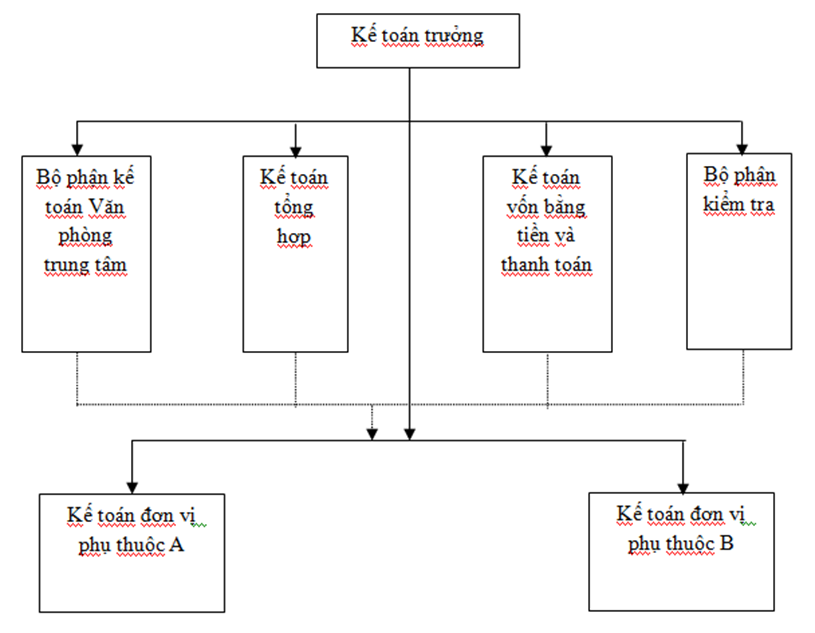 Kế toán trưởng
Bộ phận kế
toán Văn
phòng
trung tâm
Kế toán
tổng
hợp
Kế toán
vốn bằng
tiền và
thanh toán
Bộ phận
kiểm tra
Kế toán đơn vị
phụ thuộc A
Kế toán đơn vị
phụ thuộc B